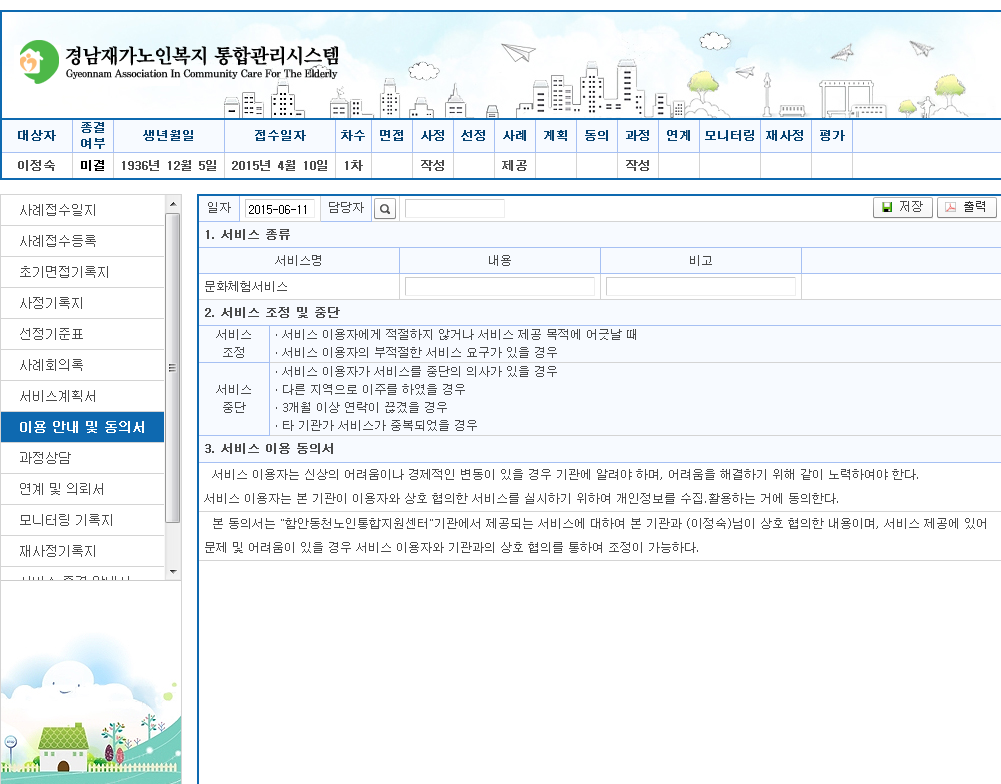 경남재가노인복지 통합관리시스템
Gyeonnam Association In Community Care For The Elderly
대상자 종결여부 생년월일 접수일자 차수 면접 사정 선정 사례 계획 동의 과정 연계 모니터링 재사정 평가
이정숙 미결 1936년 12월 5일 2015년 4월 10일 1차 작성 제공 작성
사례접수일지
사례접수등록
초기면접기록지
사정기록지
선정기준표
사례회의록
서비스계획서
이용 안내 및 동의서
과정상담
연계 및 의뢰서
모니터링 기록지
재사정기록지
일자 2015-06-11 담당자 저장 출력
1. 서비스 종류
서비스명 내용 비고
문화체험서비스
2. 서비스 조정 및 중단
서비스 조정
· 서비스 이용자에게 적절하지 않거나 서비스 제공 목적에 어긋날 때
· 서비스 이용자의 부적절한 서비스 요구가 있을 경우
서비스 중단
· 서비스 이용자가 서비스를 중단의 의사가 있을 경우
· 다른 지역으로 이주를 하였을 경우
· 3개월 이상 연락이 끊겼을 경우
· 타 기관가 서비스가 중복되었을 경우
3. 서비스 이용 동의서
서비스 이용자는 신상의 어려움이나 경제적인 변동이 있을 경우 기관에 알려야 하며, 어려움을 해결하기 위해 같이 노력하여야 한다.
서비스 이용자는 본 기관이 이용자와 상호 협의한 서비스를 실시하기 위하여 개인정보를 수집.활용하는 거에 동의한다.
본 동의서는 "함안동천노인통합지원센터"기관에서 제공되는 서비스에 대하여 본 기관과 (이정숙)님이 상호 협의한 내용이며, 서비스 제공에 있어
문제 및 어려움이 있을 경우 서비스 이용자와 기관과의 상호 협의를 통하여 조정이 가능하다.